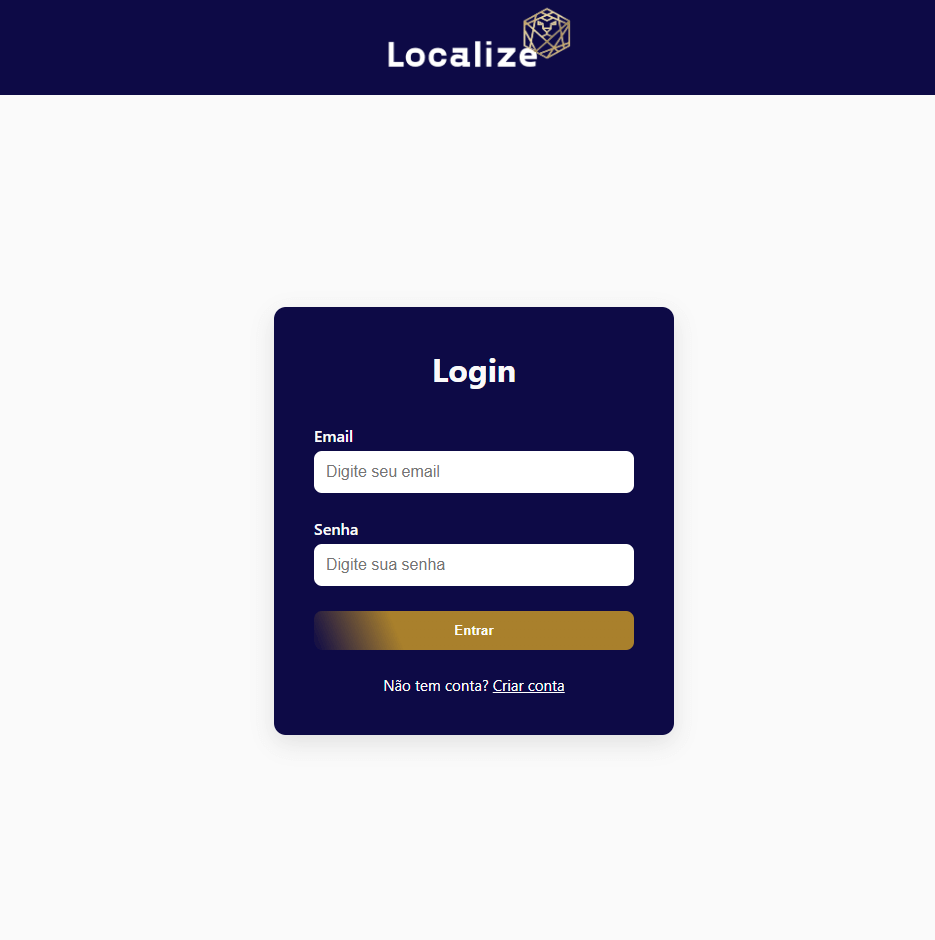 Localize
Login
Email
Digite seu email
Senha
Digite sua senha
Entrar
Não tem conta? Criar conta